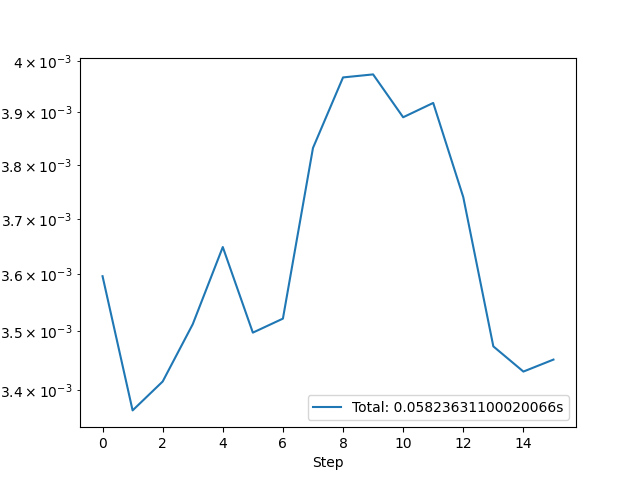 4 × 10⁻³
3.9 × 10⁻³
3.8 × 10⁻³
3.7 × 10⁻³
3.6 × 10⁻³
3.5 × 10⁻³
3.4 × 10⁻³
Total: 0.05823631100020066s
0 2 4 6 8 10 12 14
Step